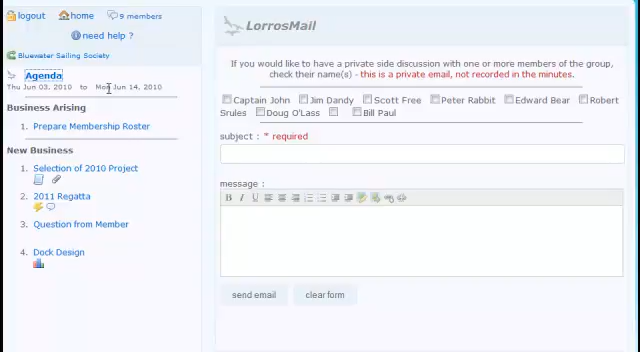 logout home 9 members
need help ?
Bluewater Sailing Society
Agenda
Thu Jun 03, 2010 to Mon Jun 14, 2010
Business Arising
1. Prepare Membership Roster
New Business
1. Selection of 2010 Project
2. 2011 Regatta
3. Question from Member
4. Dock Design
LorrosMail
If you would like to have a private side discussion with one or more members of the group,
check their name(s) - this is a private email, not recorded in the minutes.
Captain John Jim Dandy Scott Free Peter Rabbit Edward Bear Robert
Srules Doug O'Lass Bill Paul
subject : * required
message :
B I U
send email clear form